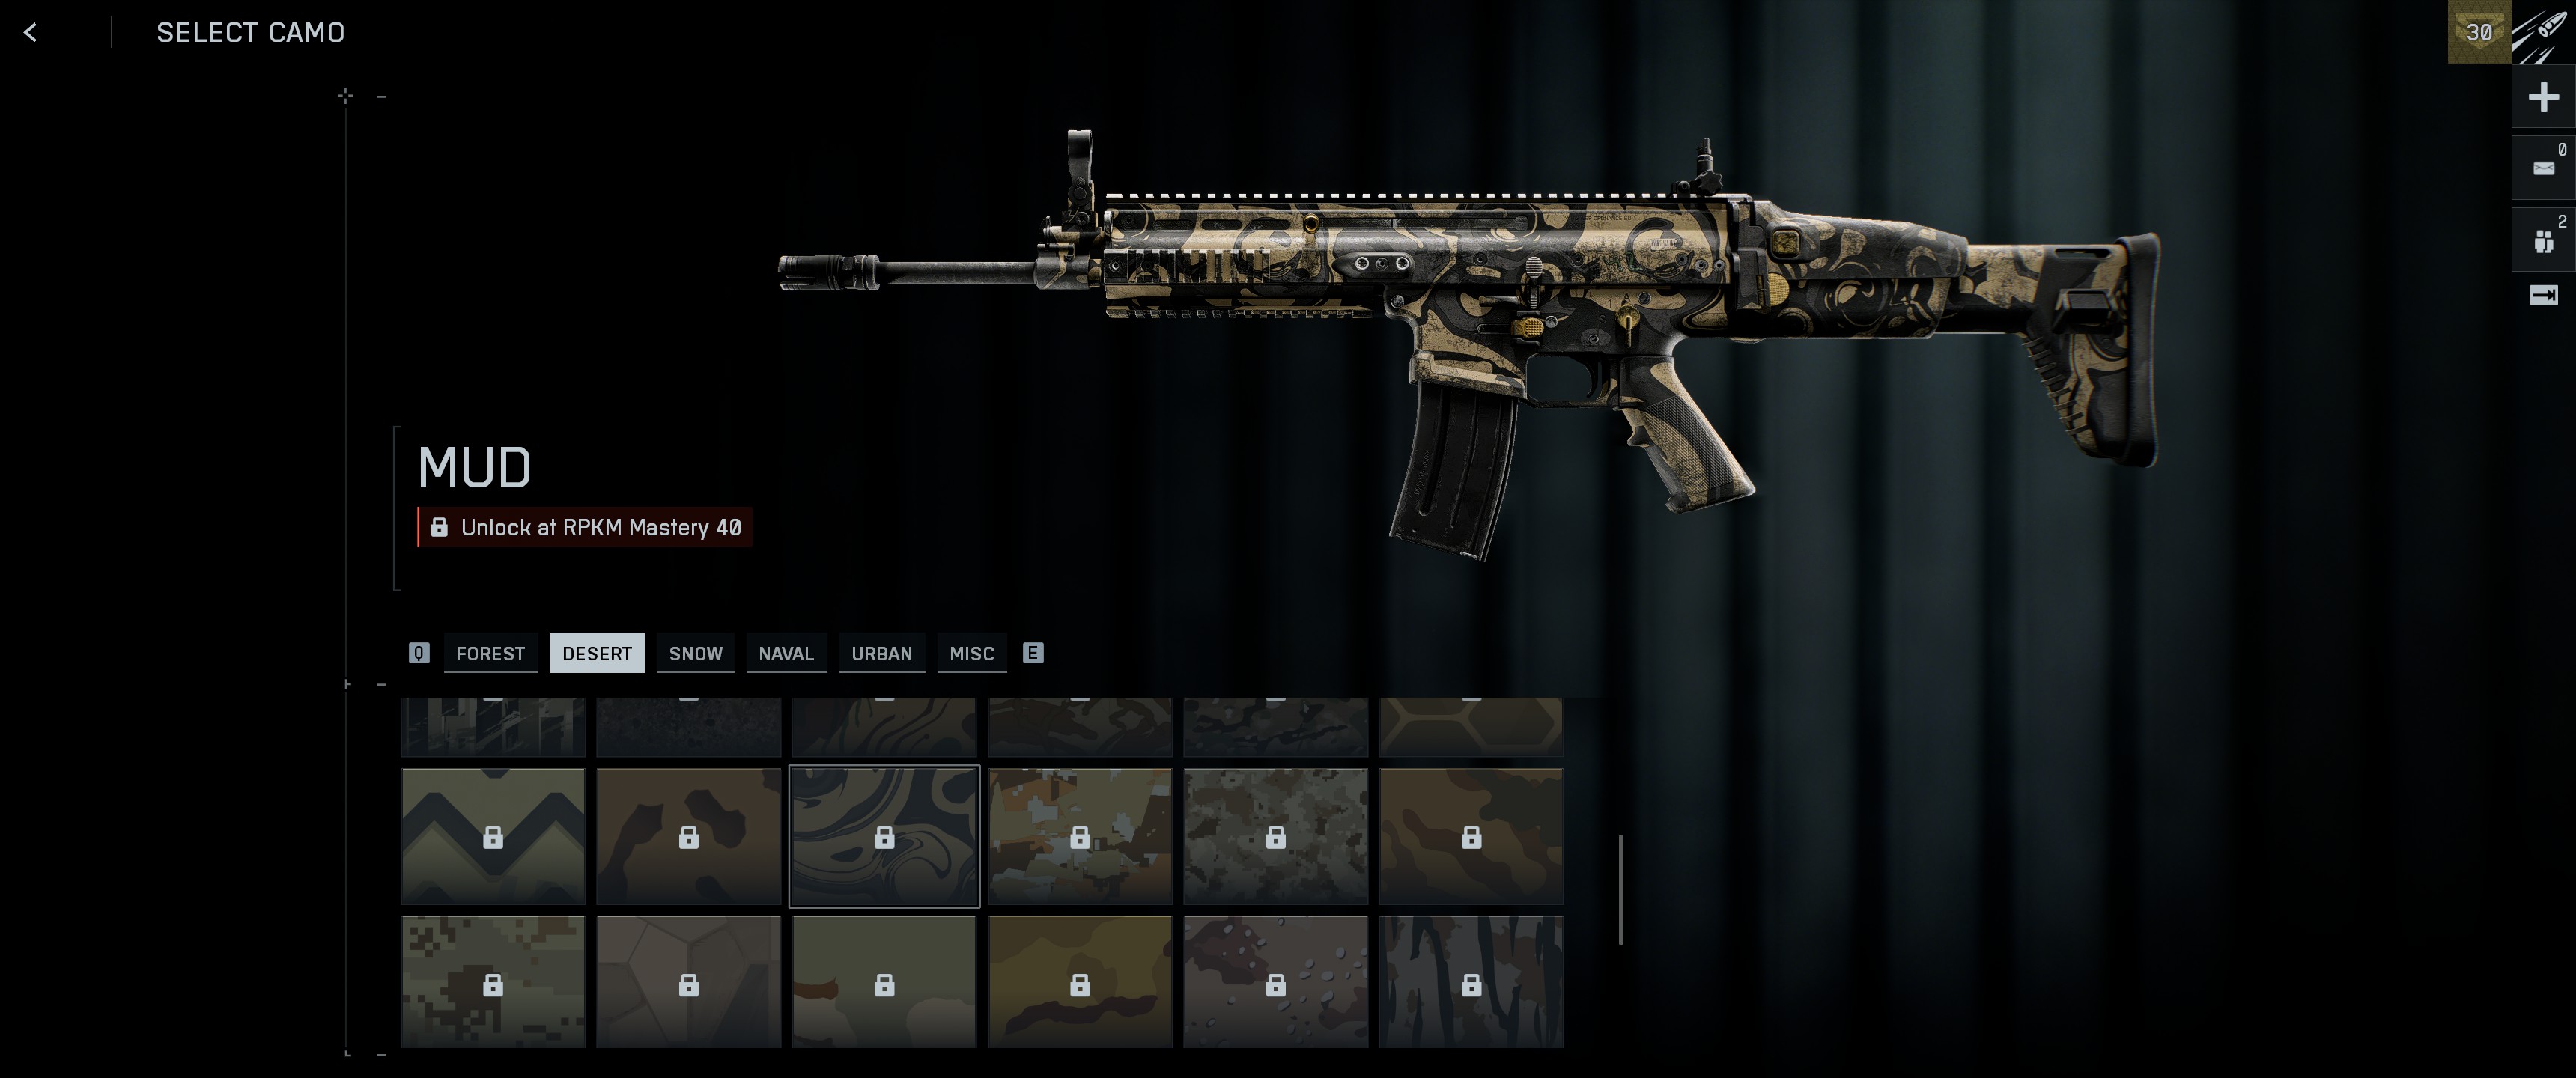 SELECT CAMO
30
0
2
MUD
Unlock at RPKM Mastery 40
Q FOREST DESERT SNOW NAVAL URBAN MISC E